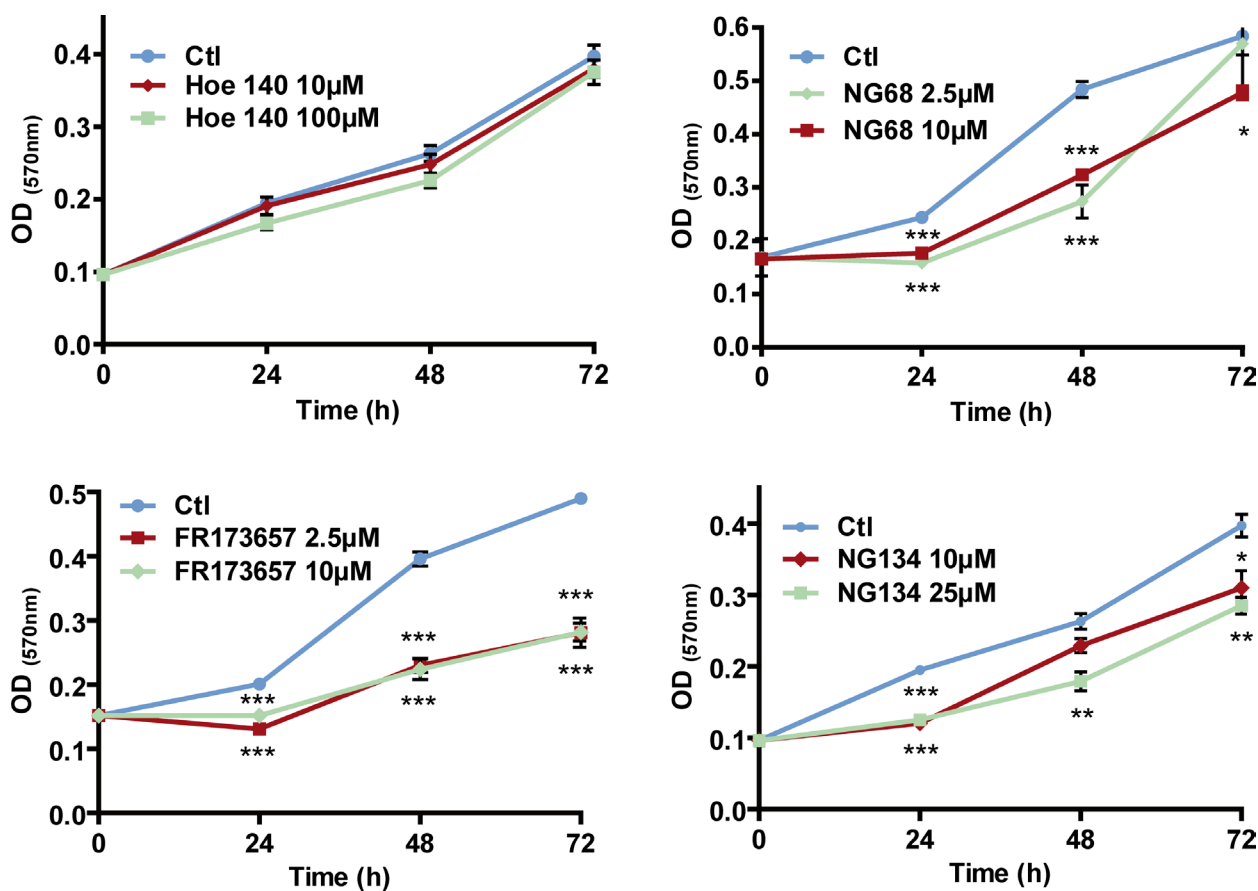 Ctl
Hoe 140 10µM
Hoe 140 100µM
0.4
0.3
0.2
0.1
0.0
OD (570nm)
0 24 48 72
Time (h)
Ctl
NG68 2.5µM
NG68 10µM
0.6
0.5
0.4
0.3
0.2
0.1
0.0
OD (570nm)
***
***
***
***
*
0 24 48 72
Time (h)
Ctl
FR173657 2.5µM
FR173657 10µM
0.5
0.4
0.3
0.2
0.1
0.0
OD (570nm)
***
***
***
***
***
***
0 24 48 72
Time (h)
Ctl
NG134 10µM
NG134 25µM
0.4
0.3
0.2
0.1
0.0
OD (570nm)
***
***
**
*
**
0 24 48 72
Time (h)